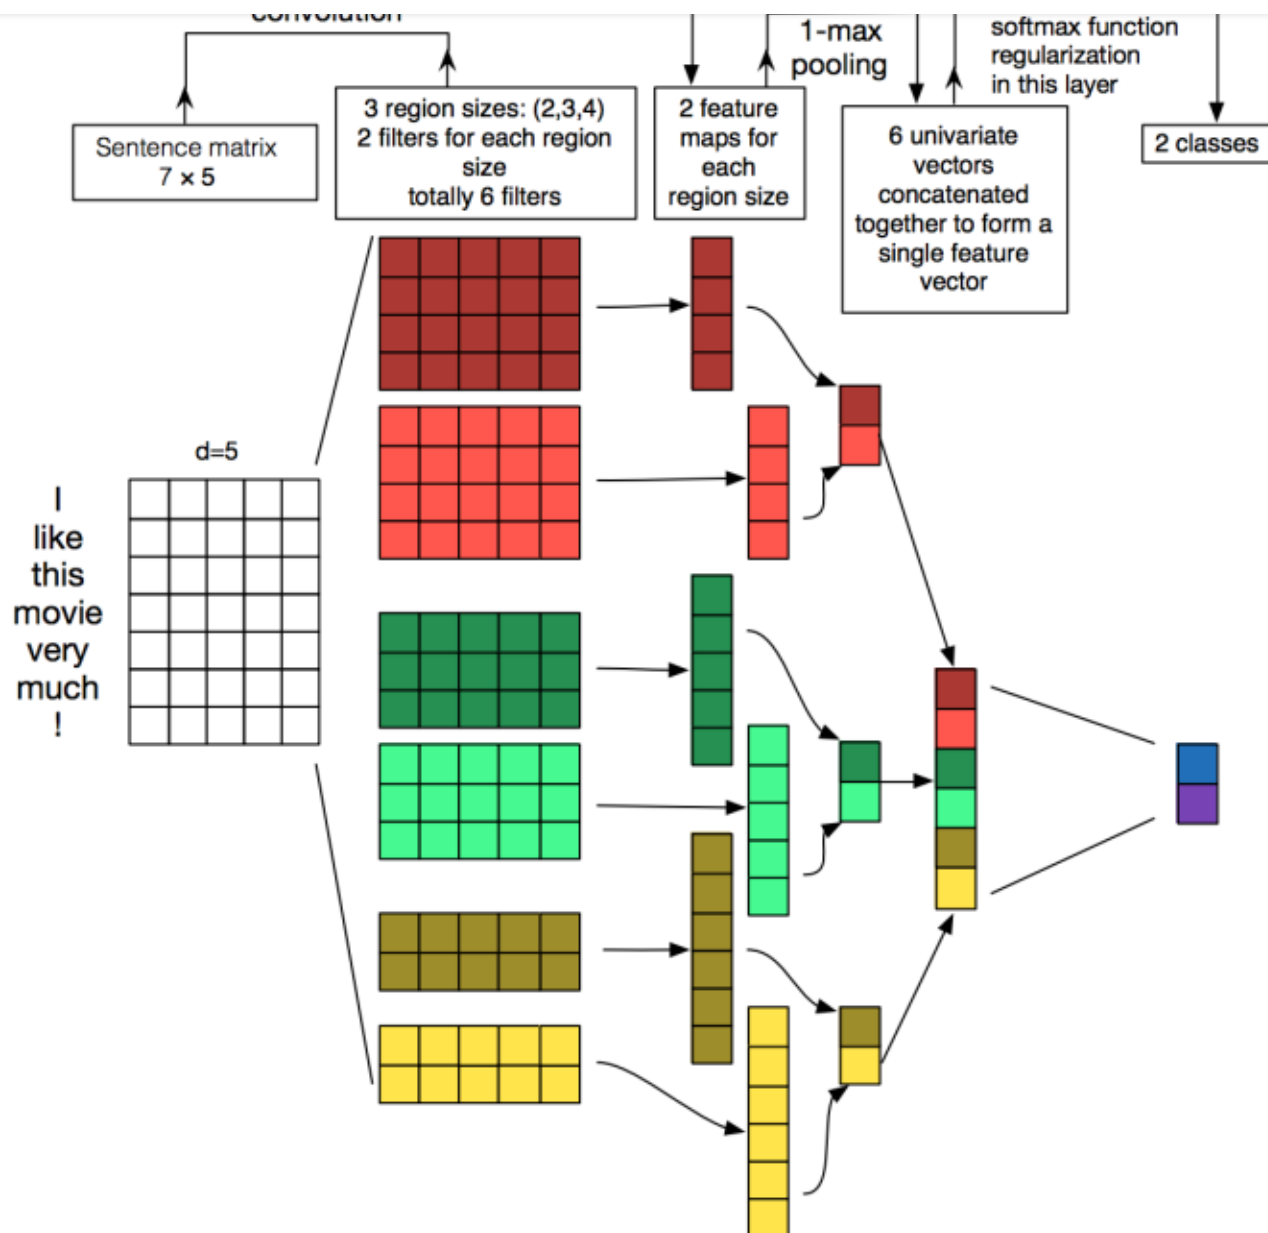 convolution
1-max
pooling
softmax function
regularization
in this layer
Sentence matrix
7 × 5
3 region sizes: (2,3,4)
2 filters for each region
size
totally 6 filters
2 feature
maps for
each
region size
6 univariate
vectors
concatenated
together to form a
single feature
vector
2 classes
d=5
I
like
this
movie
very
much
!